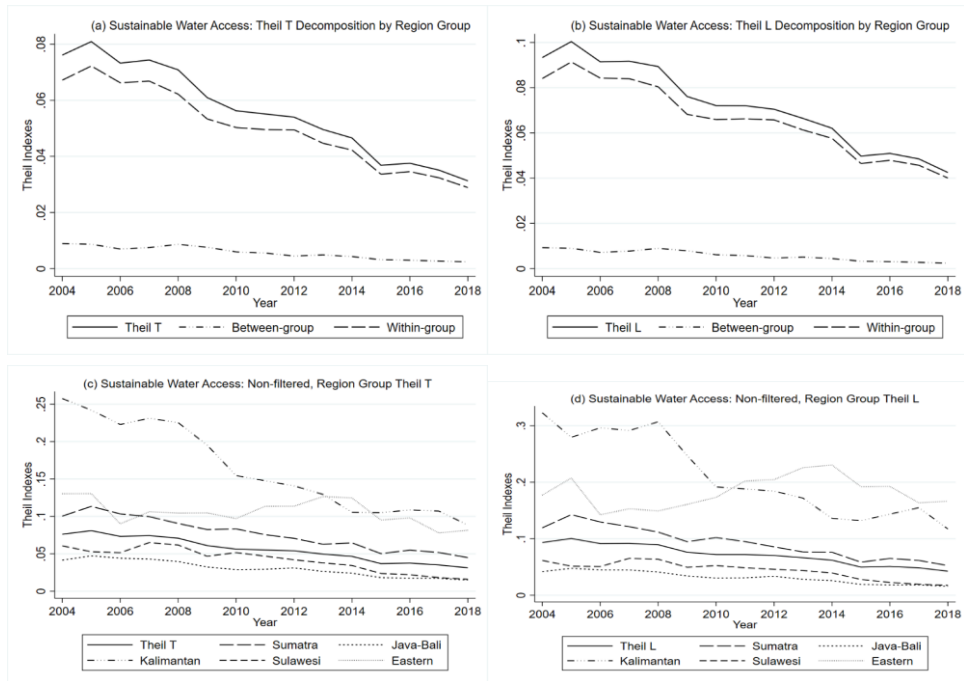 (a) Sustainable Water Access: Theil T Decomposition by Region Group
.08
.06
.04
.02
0
Theil Indexes
2004 2006 2008 2010 2012 2014 2016 2018
Year
Theil T Between-group Within-group
(b) Sustainable Water Access: Theil L Decomposition by Region Group
.1
.08
.06
.04
.02
0
Theil Indexes
2004 2006 2008 2010 2012 2014 2016 2018
Year
Theil L Between-group Within-group
(c) Sustainable Water Access: Non-filtered, Region Group Theil T
.25
.2
.15
.1
.05
0
Theil Indexes
2004 2006 2008 2010 2012 2014 2016 2018
Year
Theil T Sumatra Java-Bali
Kalimantan Sulawesi Eastern
(d) Sustainable Water Access: Non-filtered, Region Group Theil L
.3
.2
.1
0
Theil Indexes
2004 2006 2008 2010 2012 2014 2016 2018
Year
Theil L Sumatra Java-Bali
Kalimantan Sulawesi Eastern